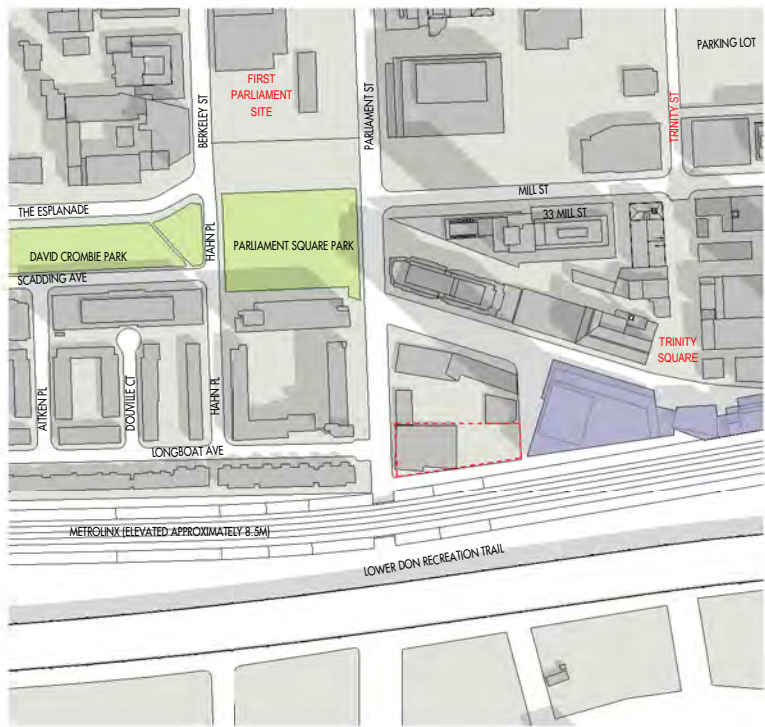 PARKING LOT
FIRST
PARLIAMENT
SITE
BERKELEY ST
PARLIAMENT ST
TRINITY ST
MILL ST
THE ESPLANADE
33 MILL ST
HAHN PL
DAVID CROMBIE PARK
PARLIAMENT SQUARE PARK
SCADDING AVE
TRINITY
SQUARE
AITKEN PL
DOUVILLE CT
HAHN PL
LONGBOAT AVE
METROLINX (ELEVATED APPROXIMATELY 8.5M)
LOWER DON RECREATION TRAIL